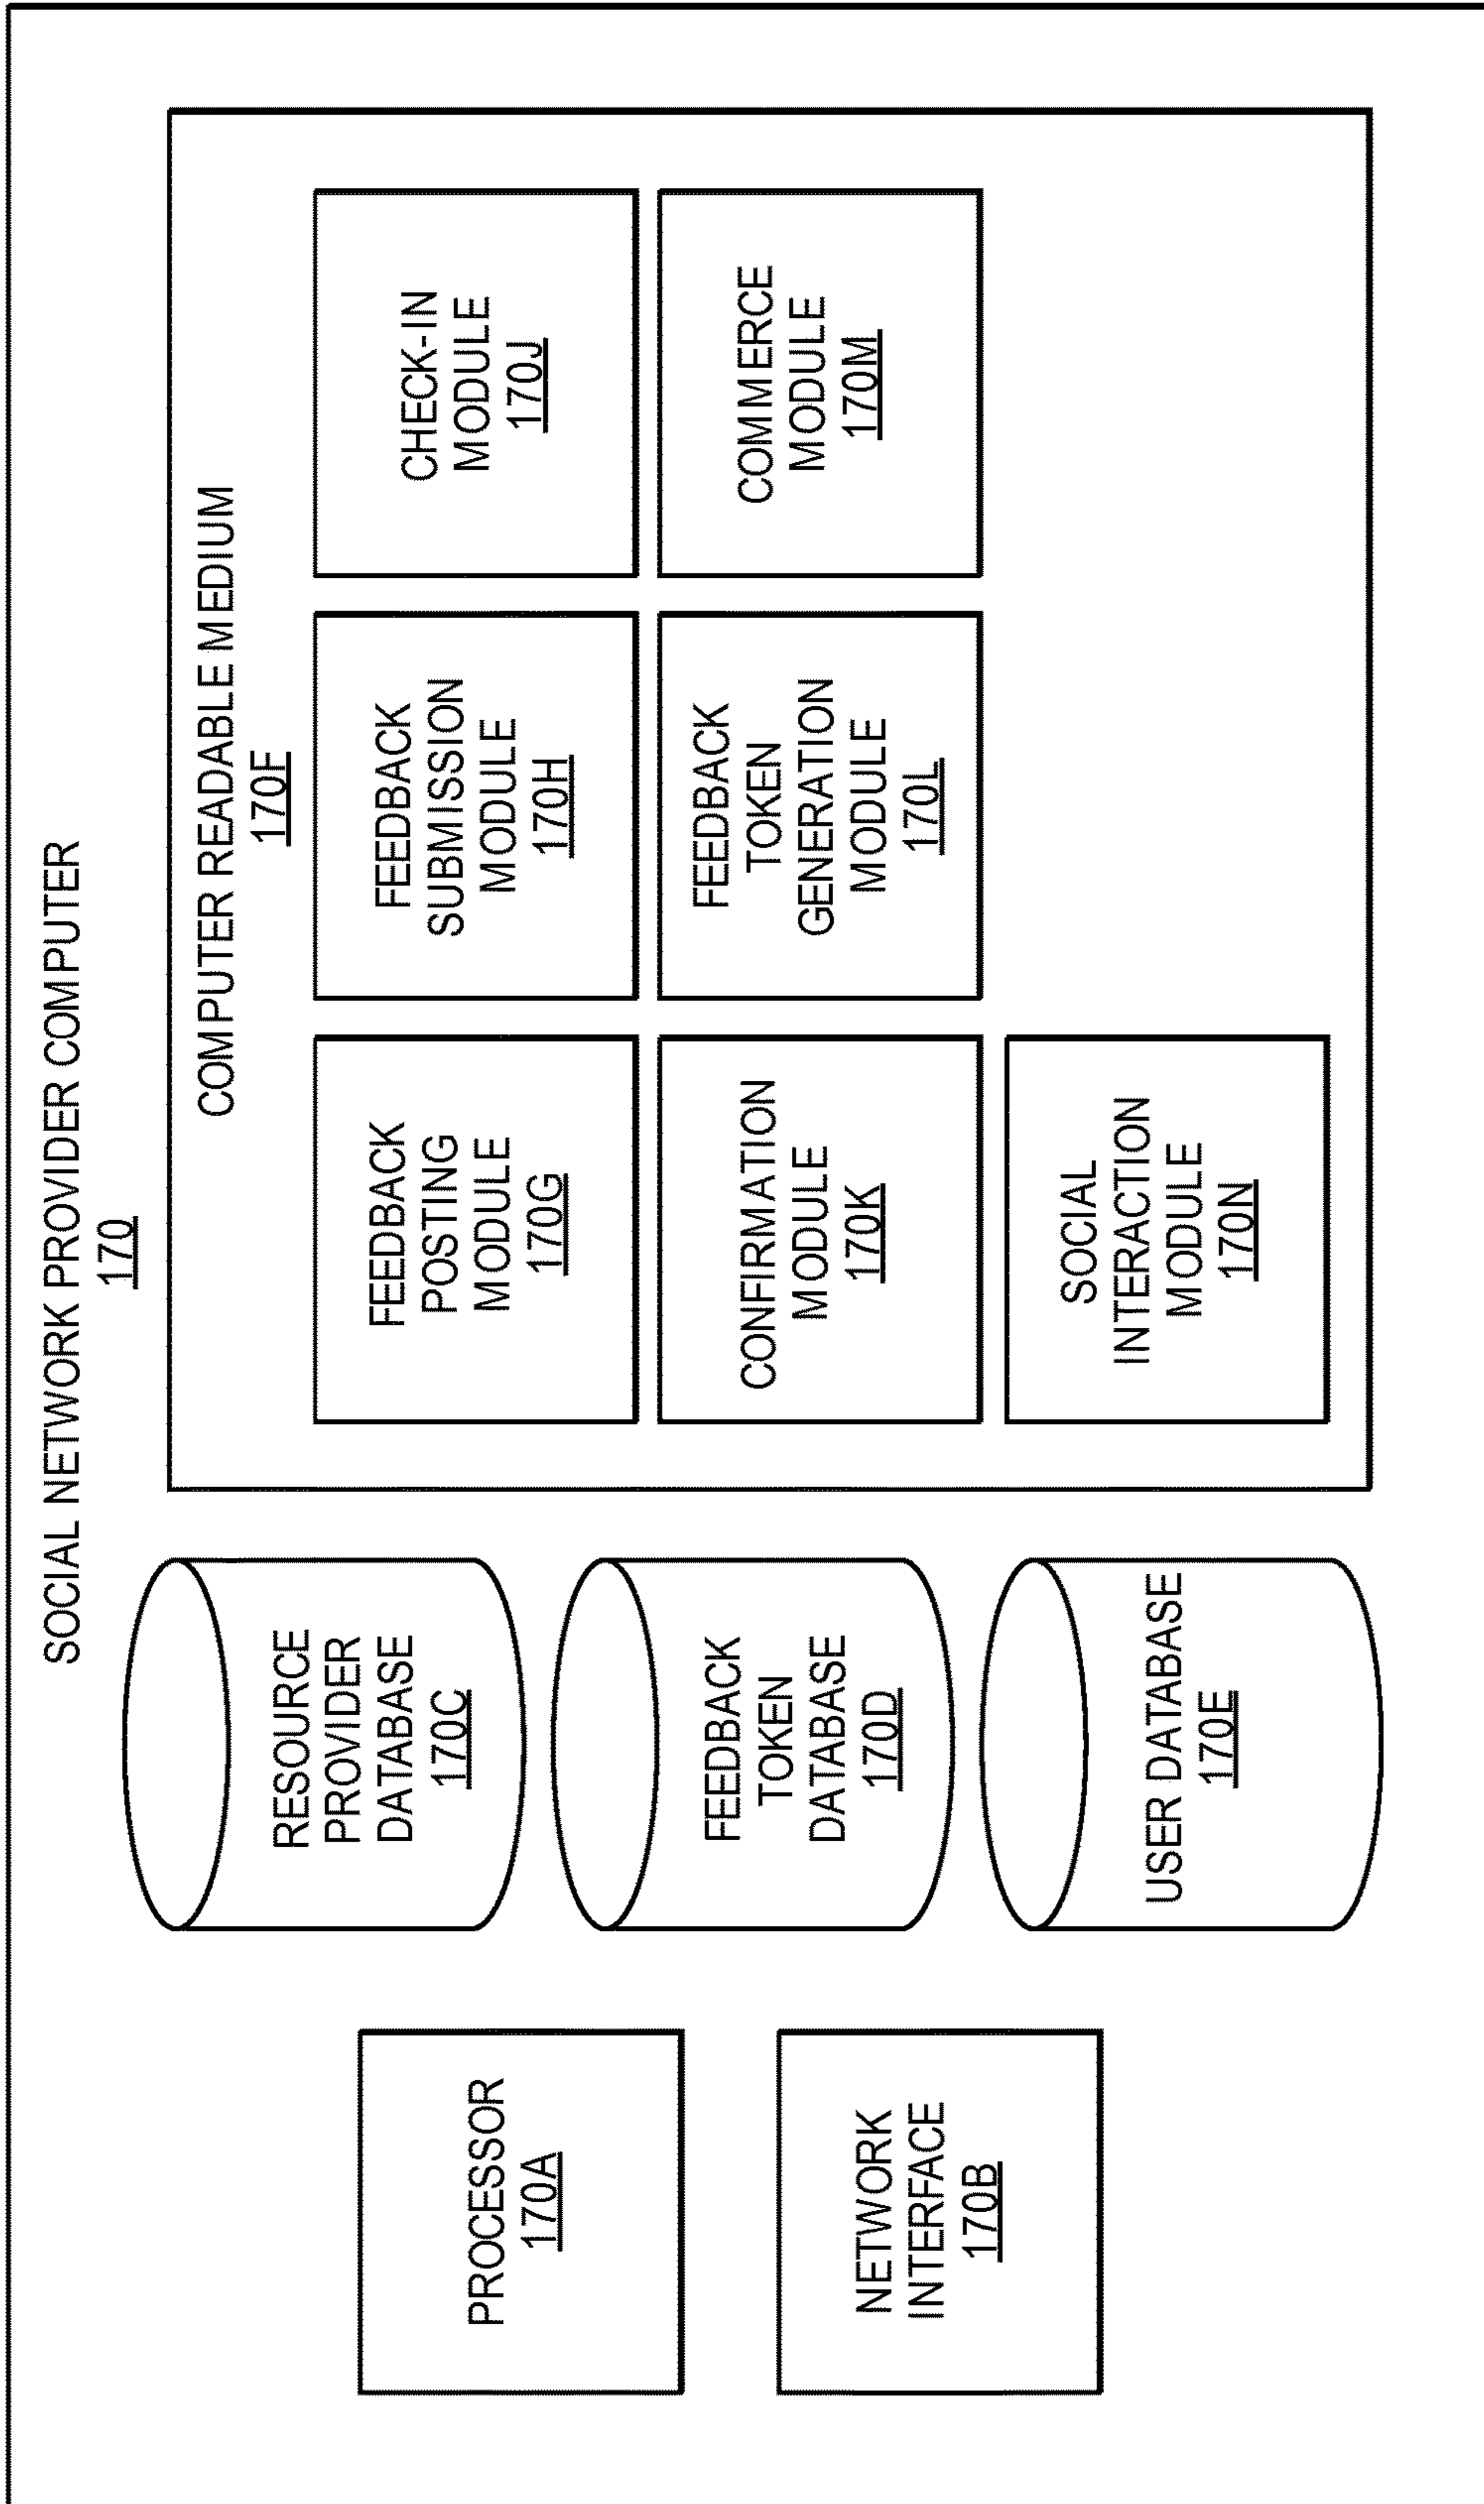 SOCIAL NETWORK PROVIDER COMPUTER
170
PROCESSOR
170A
NETWORK
INTERFACE
170B
RESOURCE
PROVIDER
DATABASE
170C
FEEDBACK
TOKEN
DATABASE
170D
USER DATABASE
170E
COMPUTER READABLE MEDIUM
170F
FEEDBACK
POSTING
MODULE
170G
FEEDBACK
SUBMISSION
MODULE
170H
CHECK-IN
MODULE
170J
CONFIRMATION
MODULE
170K
FEEDBACK
TOKEN
GENERATION
MODULE
170L
COMMERCE
MODULE
170M
SOCIAL
INTERACTION
MODULE
170N